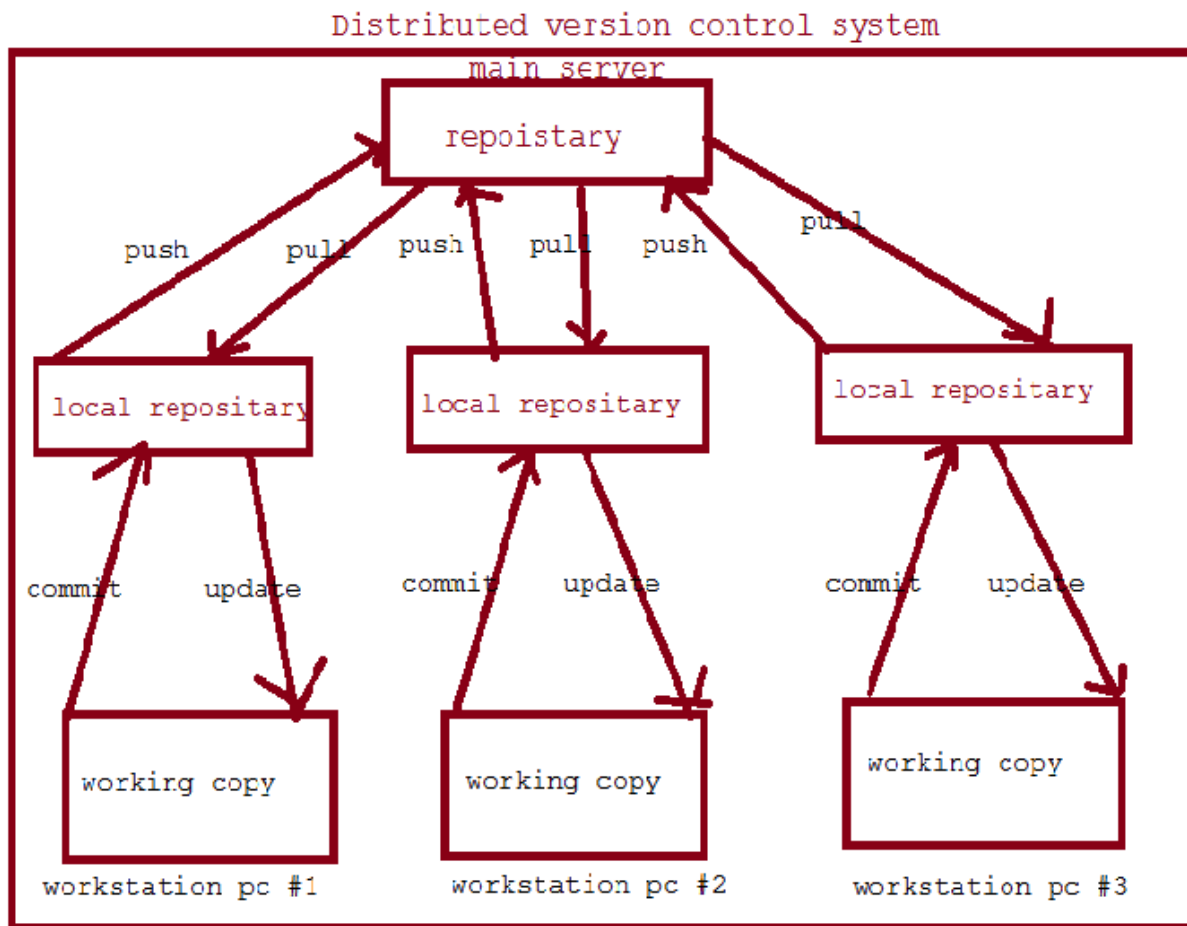 Distributed version control system
main server
repoistary
push pull push pull push pull
local repositary local repositary local repositary
commit update commit update commit update
working copy working copy working copy
workstation pc #1 workstation pc #2 workstation pc #3